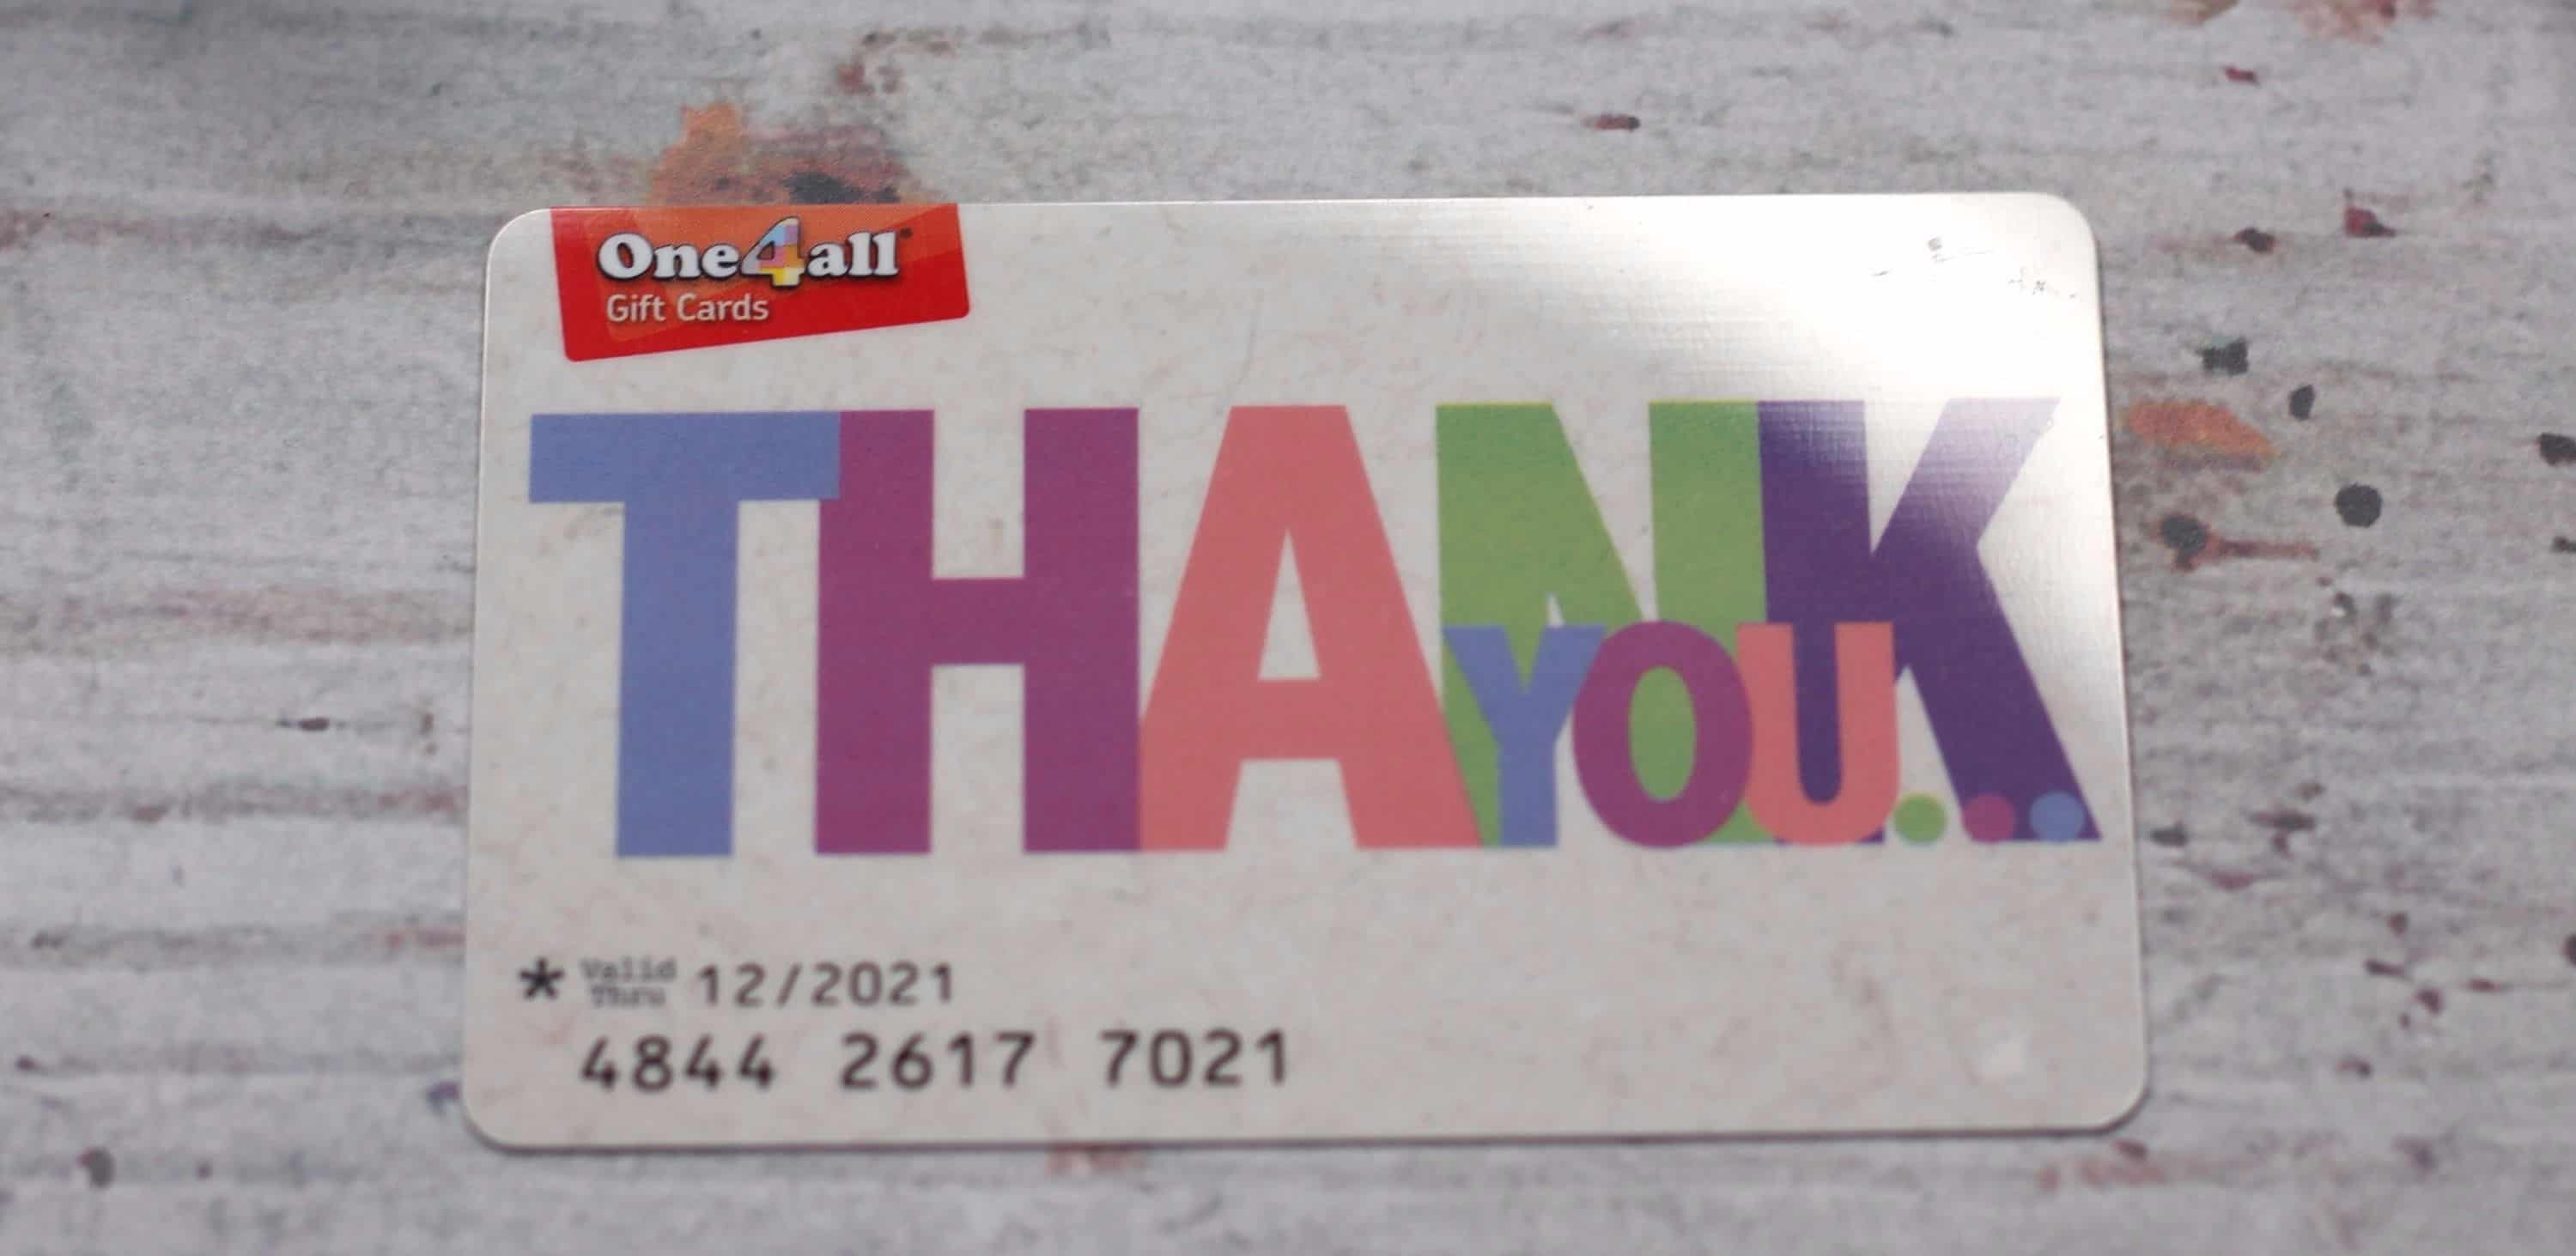 One4all
Gift Cards
THANK
YOU...
* Valid Thru 12/2021
4844 2617 7021